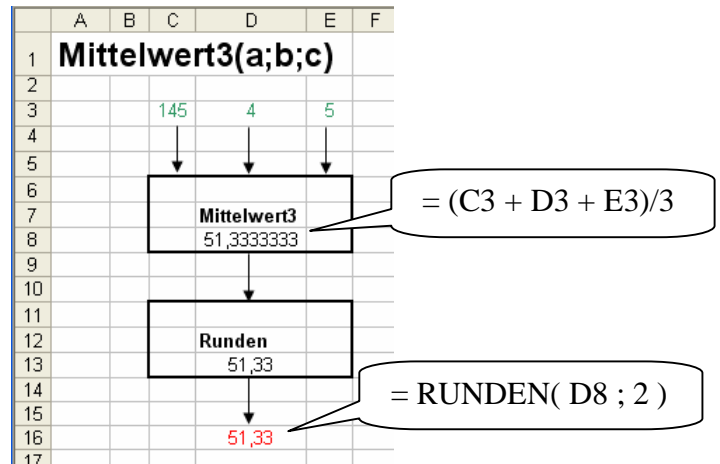 A B C D E F
1 Mittelwert3(a;b;c)
2
3 145 4 5
4
5
6
7 Mittelwert3
8 51,3333333
= (C3 + D3 + E3)/3
9
10
11
12 Runden
13 51,33
14
= RUNDEN( D8 ; 2 )
15
16 51,33
17